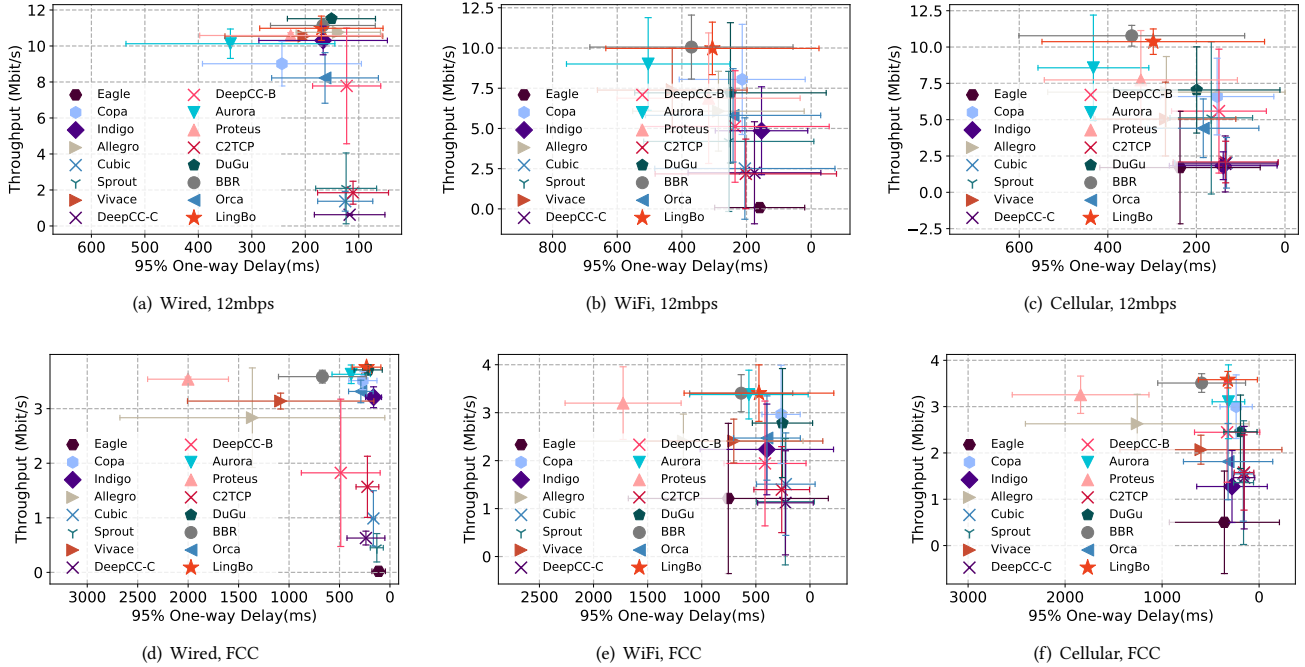 Throughput (Mbit/s)
12
11
10
8
6
4
2
0
Eagle
Copa
Indigo
Allegro
Cubic
Sprout
Vivace
DeepCC-C
DeepCC-B
Aurora
Proteus
C2TCP
DuGu
BBR
Orca
LingBo
600
500
400
300
200
100
95% One-way Delay(ms)
(a) Wired, 12mbps
Throughput (Mbit/s)
12.5
10.0
7.5
5.0
2.5
0.0
Eagle
Copa
Indigo
Allegro
Cubic
Sprout
Vivace
DeepCC-C
DeepCC-B
Aurora
Proteus
C2TCP
DuGu
BBR
Orca
LingBo
800
600
400
200
0
95% One-way Delay(ms)
(b) WiFi, 12mbps
Throughput (Mbit/s)
12.5
10.0
7.5
5.0
2.5
0.0
−2.5
Eagle
Copa
Indigo
Allegro
Cubic
Sprout
Vivace
DeepCC-C
DeepCC-B
Aurora
Proteus
C2TCP
DuGu
BBR
Orca
LingBo
600
400
200
0
95% One-way Delay(ms)
(c) Cellular, 12mbps
Throughput (Mbit/s)
3
2
1
0
Eagle
Copa
Indigo
Allegro
Cubic
Sprout
Vivace
DeepCC-C
DeepCC-B
Aurora
Proteus
C2TCP
DuGu
BBR
Orca
LingBo
3000
2500
2000
1500
1000
500
0
95% One-way Delay(ms)
(d) Wired, FCC
Throughput (Mbit/s)
4
3
2
1
0
Eagle
Copa
Indigo
Allegro
Cubic
Sprout
Vivace
DeepCC-C
DeepCC-B
Aurora
Proteus
C2TCP
DuGu
BBR
Orca
LingBo
2500
2000
1500
1000
500
0
95% One-way Delay(ms)
(e) WiFi, FCC
Throughput (Mbit/s)
4
3
2
1
0
Eagle
Copa
Indigo
Allegro
Cubic
Sprout
Vivace
DeepCC-C
DeepCC-B
Aurora
Proteus
C2TCP
DuGu
BBR
Orca
LingBo
3000
2000
1000
0
95% One-way Delay(ms)
(f) Cellular, FCC